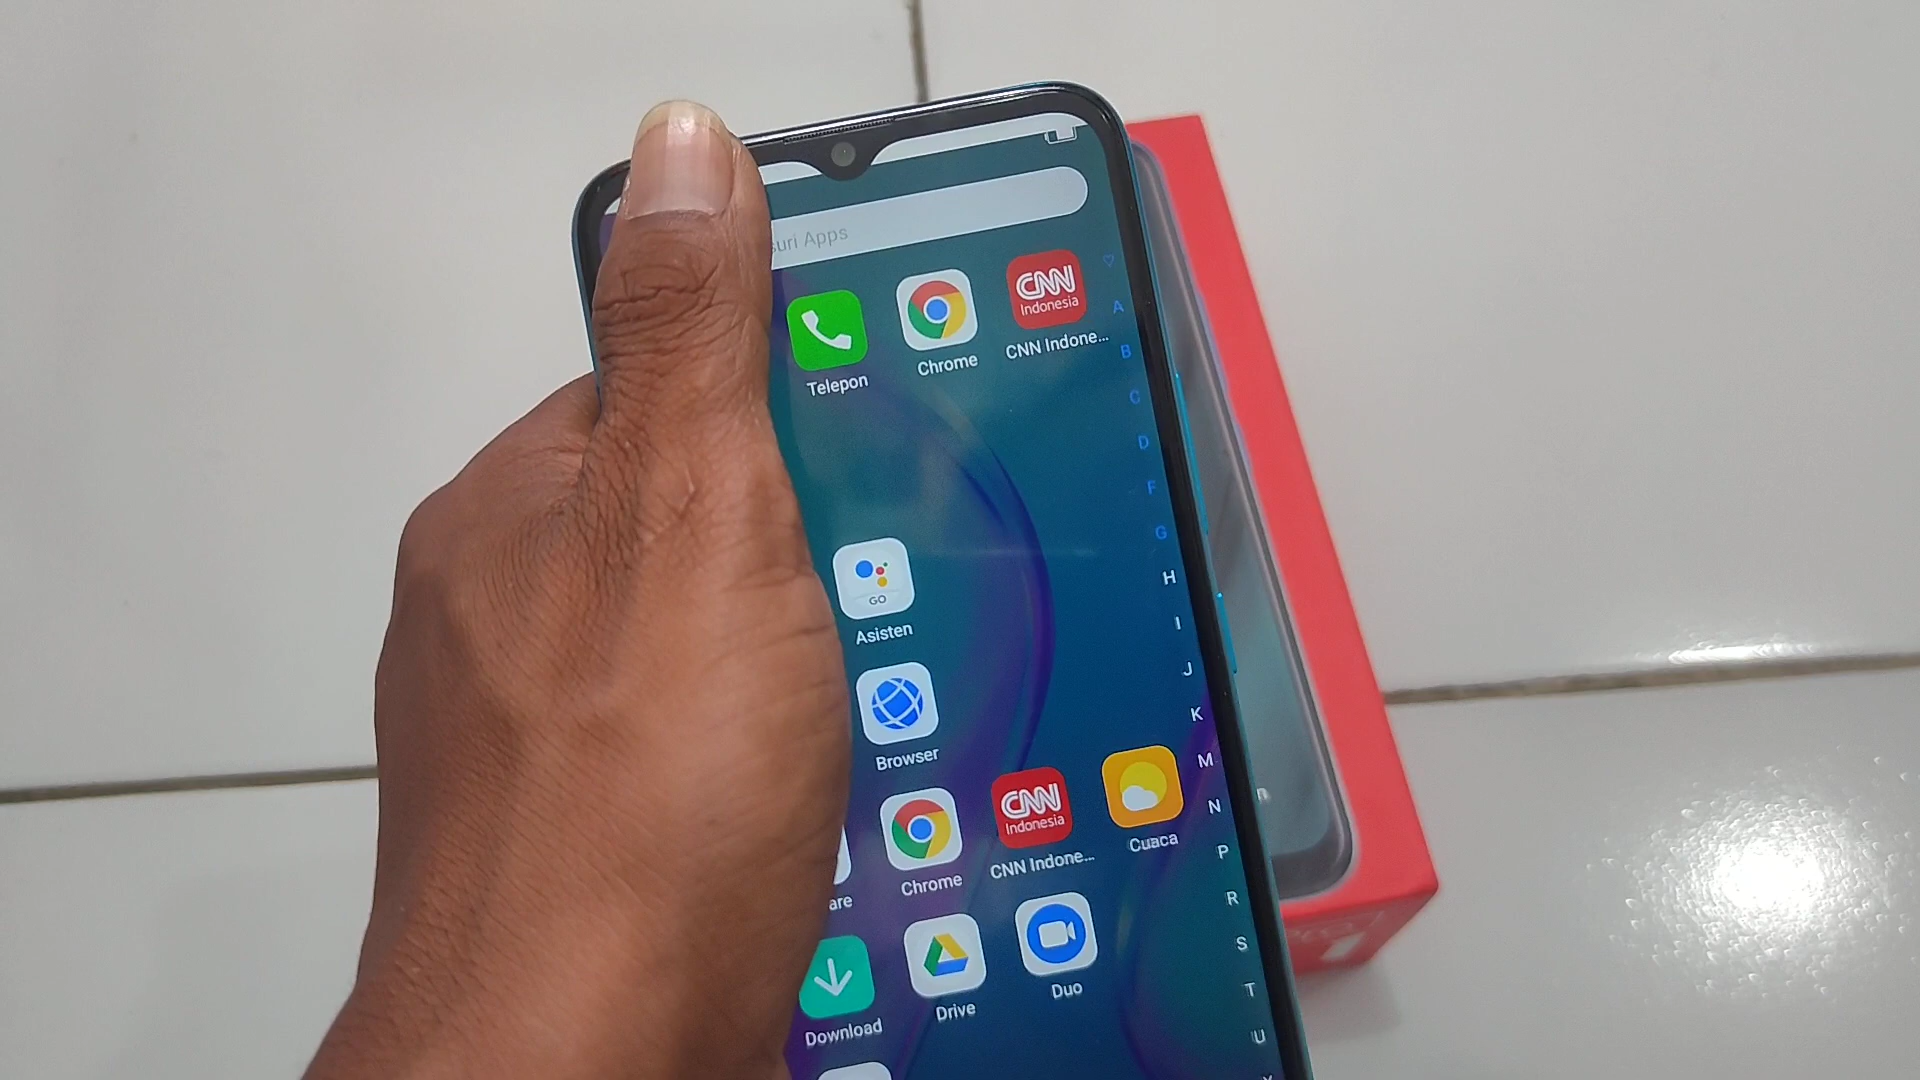 suri Apps
CNN
Indonesia
Telepon
Chrome
CNN Indone...
A
B
C
D
F
G
H
I
J
K
M
N
P
R
S
T
U
GO
Asisten
Browser
CNN
Indonesia
are
Chrome
CNN Indone...
Cuaca
Download
Drive
Duo